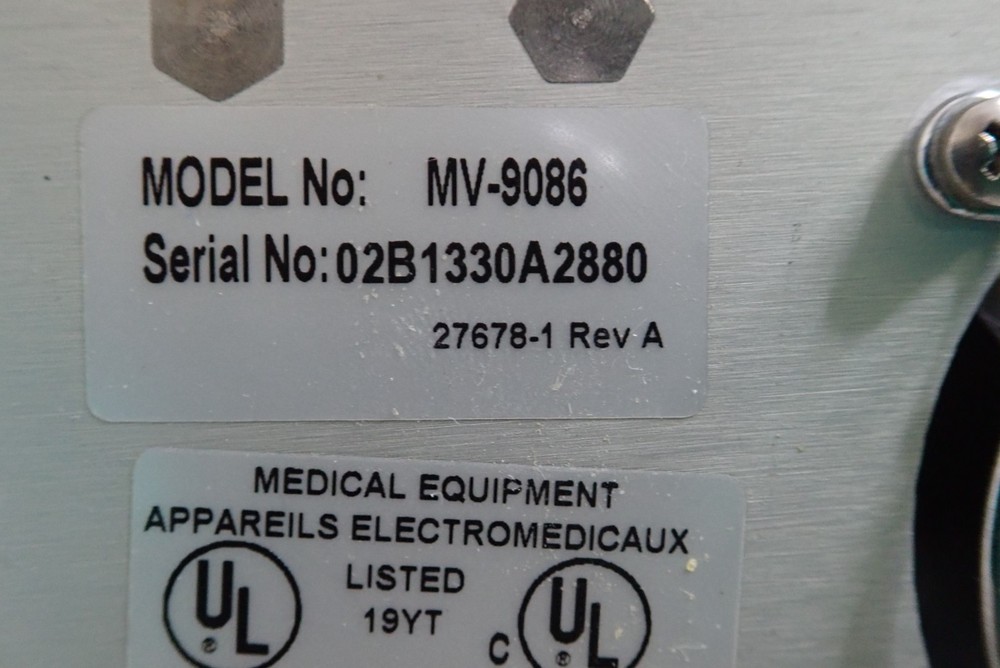 MODEL No: MV-9086
Serial No:02B1330A2880
27678-1 Rev A
MEDICAL EQUIPMENT
APPAREILS ELECTROMEDICAUX
UL ® LISTED C UL ®
19YT